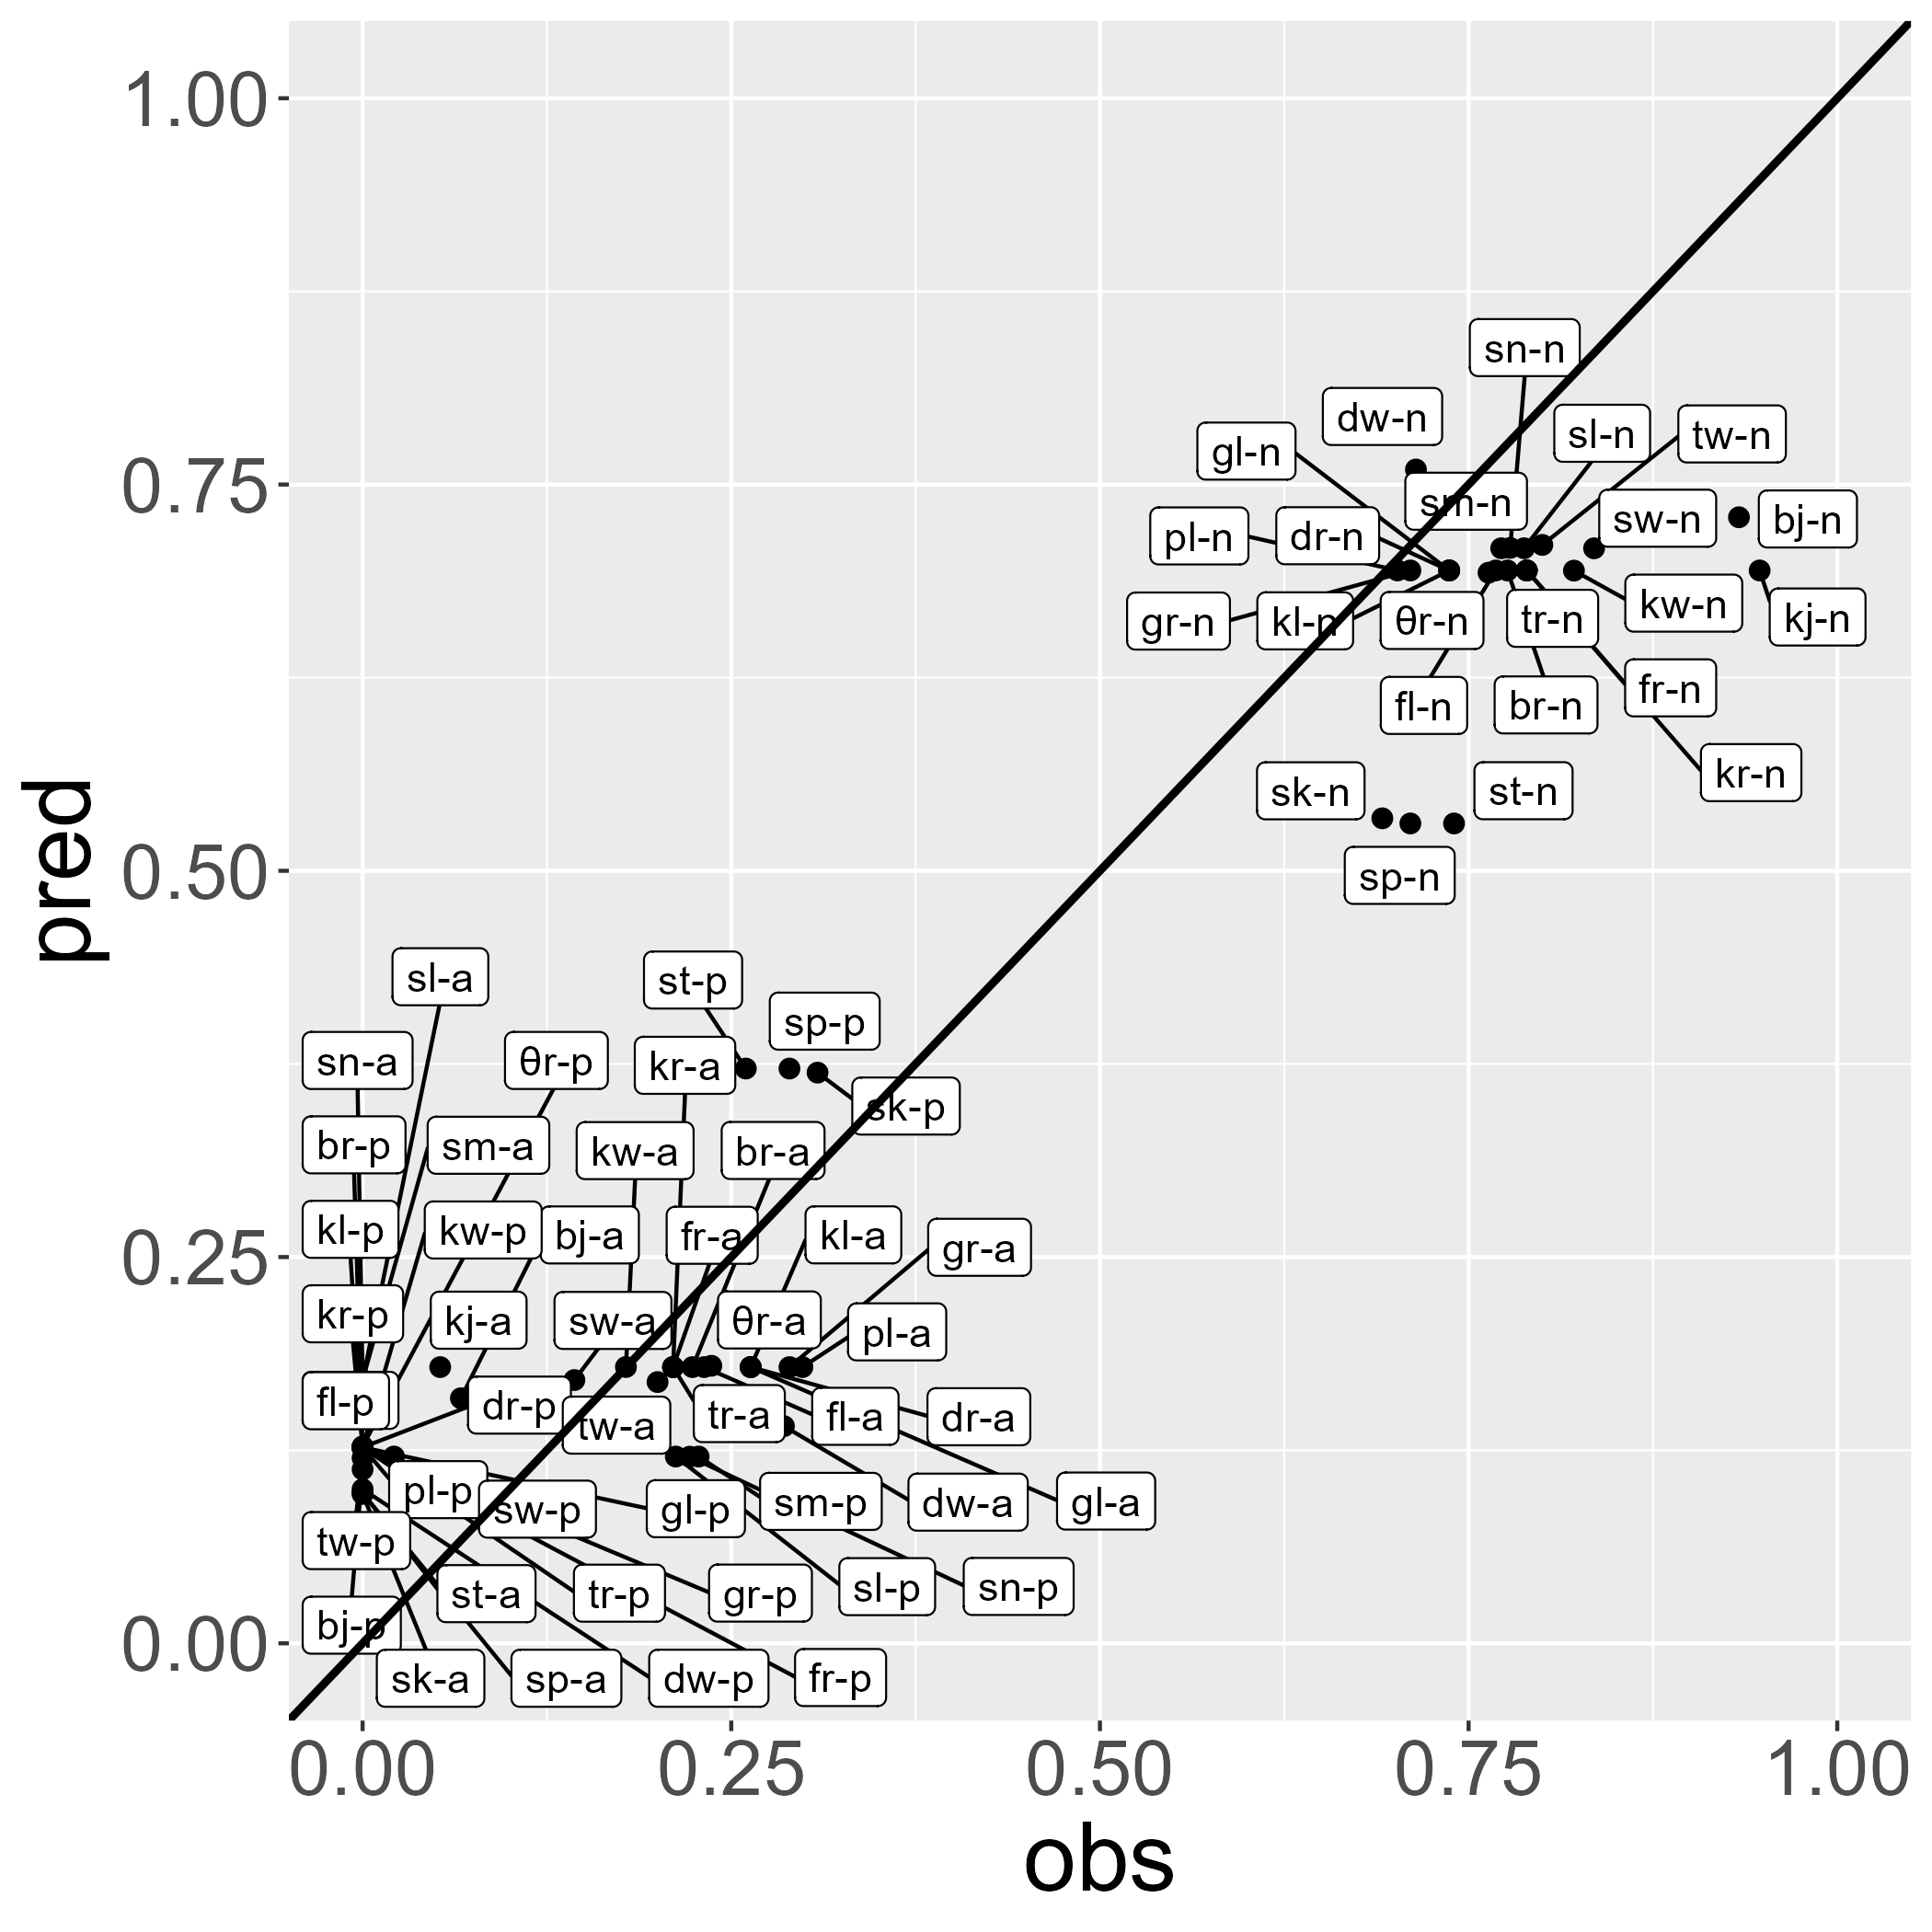 1.00
sn-n
dw-n
sl-n
tw-n
gl-n
0.75
sm-n
sw-n
bj-n
pl-n
dr-n
kw-n
kj-n
gr-n
kl-n
θr-n
tr-n
fr-n
fl-n
br-n
kr-n
sk-n
st-n
sp-n
0.50
pred
sl-a
st-p
sp-p
sn-a
θr-p
kr-a
sk-p
br-p
sm-a
kw-a
br-a
kl-p
kw-p
bj-a
fr-a
kl-a
gr-a
0.25
kr-p
kj-a
sw-a
θr-a
pl-a
fl-p
dr-p
tw-a
tr-a
fl-a
dr-a
pl-p
sw-p
gl-p
sm-p
dw-a
gl-a
tw-p
st-a
tr-p
gr-p
sl-p
sn-p
0.00
bj-p
sk-a
sp-a
dw-p
fr-p
0.00
0.25
0.50
0.75
1.00
obs